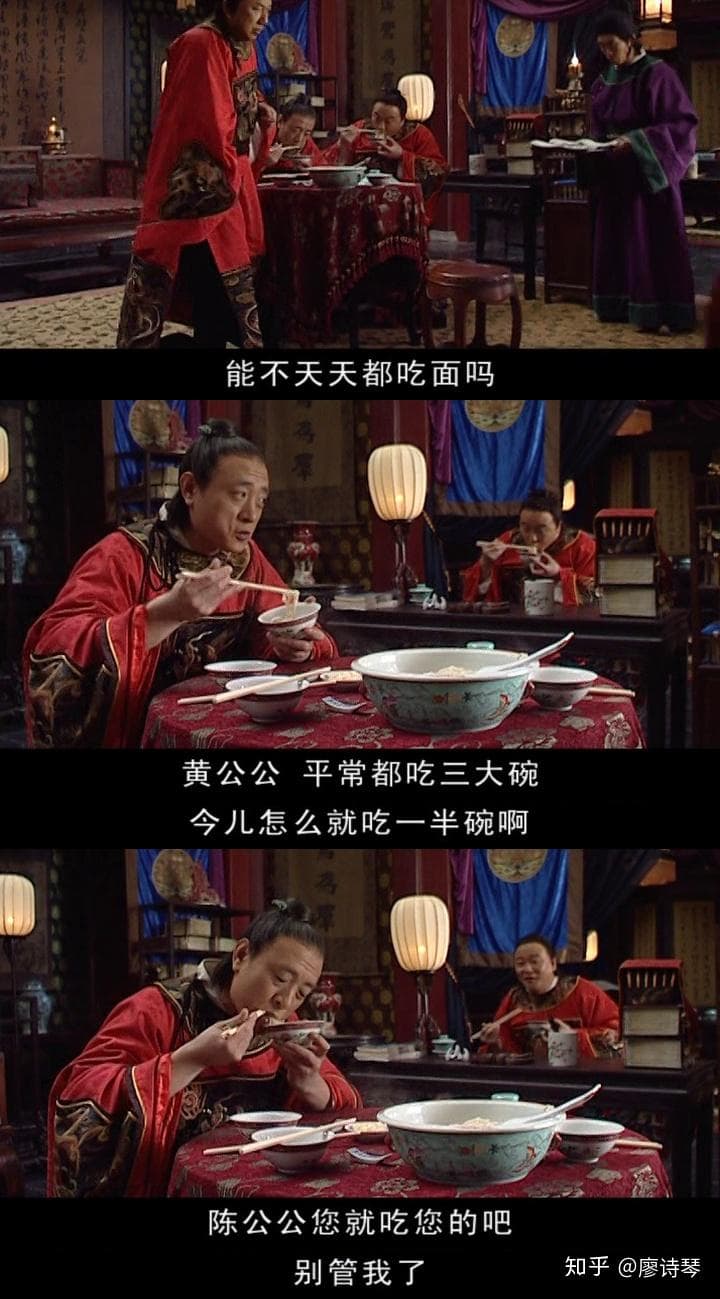 能不天天都吃面吗
黄公公 平常都吃三大碗
今儿怎么就吃一半碗啊
陈公公您就吃您的吧
别管我了
知乎 @廖诗琴